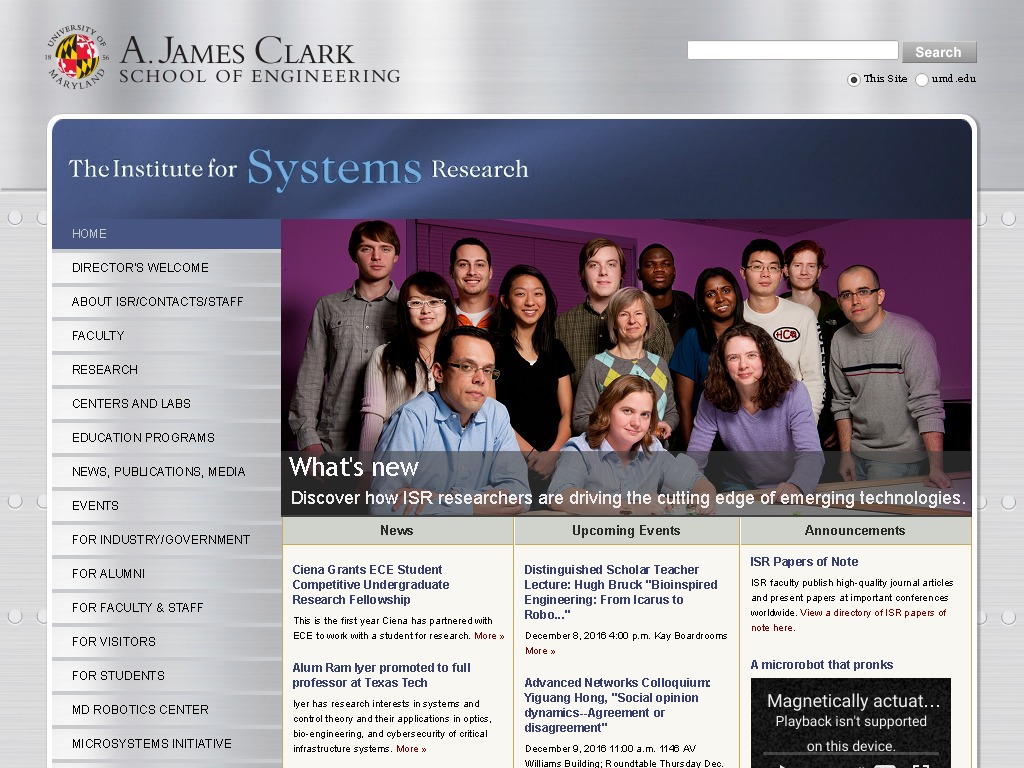 UNIVERSITY OF
18 56
MARYLAND
A. JAMES CLARK
SCHOOL OF ENGINEERING
Search
This Site
umd.edu
The Institute for Systems Research
HOME
DIRECTOR'S WELCOME
ABOUT ISR/CONTACTS/STAFF
FACULTY
RESEARCH
CENTERS AND LABS
EDUCATION PROGRAMS
NEWS, PUBLICATIONS, MEDIA
EVENTS
FOR INDUSTRY/GOVERNMENT
FOR ALUMNI
FOR FACULTY & STAFF
FOR VISITORS
FOR STUDENTS
MD ROBOTICS CENTER
MICROSYSTEMS INITIATIVE
HCO
What's new
Discover how ISR researchers are driving the cutting edge of emerging technologies.
News
Ciena Grants ECE Student
Competitive Undergraduate
Research Fellowship
This is the first year Ciena has partnered with
ECE to work with a student for research. More »
Alum Ram Iyer promoted to full
professor at Texas Tech
Iyer has research interests in systems and
control theory and their applications in optics,
bio-engineering, and cybersecurity of critical
infrastructure systems. More »
Upcoming Events
Distinguished Scholar Teacher
Lecture: Hugh Bruck "Bioinspired
Engineering: From Icarus to
Robo..."
December 8, 2016 4:00 p.m. Kay Boardrooms
More »
Advanced Networks Colloquium:
Yiguang Hong, "Social opinion
dynamics--Agreement or
disagreement"
December 9, 2016 11:00 a.m. 1146 AV
Williams Building; Roundtable Thursday Dec.
Announcements
ISR Papers of Note
ISR faculty publish high-quality journal articles
and present papers at important conferences
worldwide. View a directory of ISR papers of
note here.
A microrobot that pronks
Magnetically actuat...
Playback isn't supported
on this device.